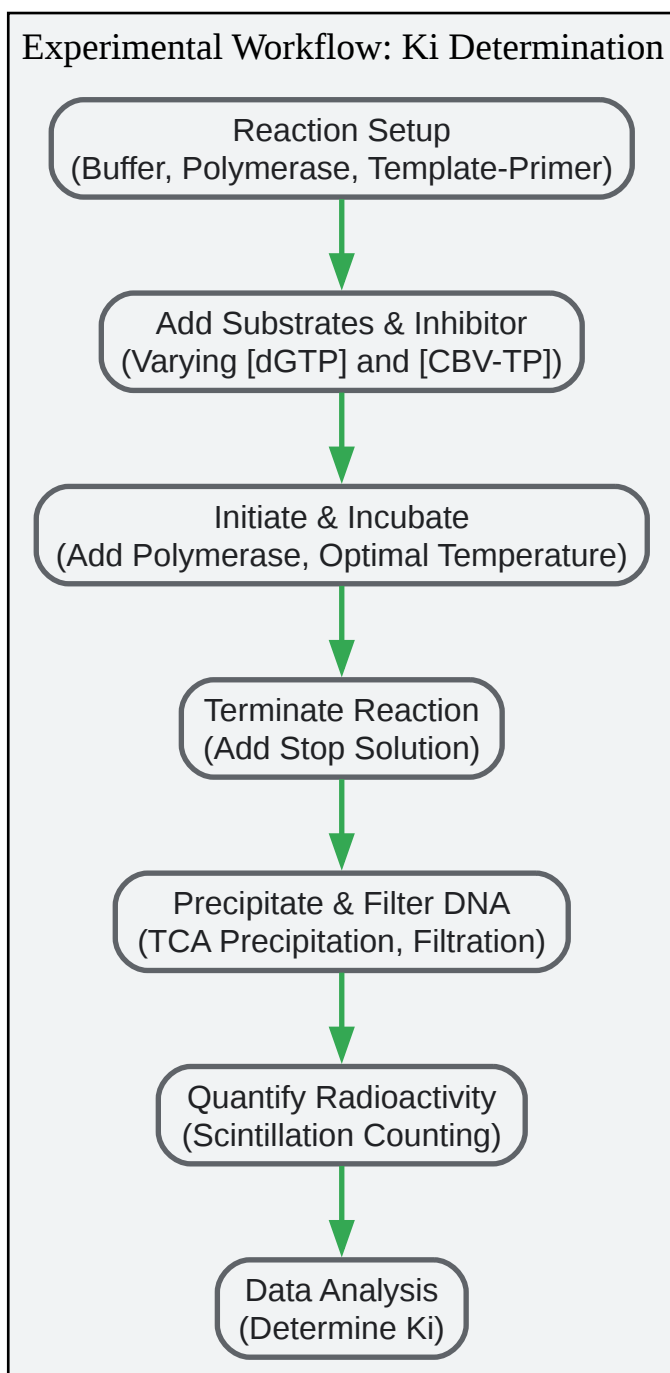 Experimental Workflow: Ki Determination
Reaction Setup
(Buffer, Polymerase, Template-Primer)
Add Substrates & Inhibitor
(Varying [dGTP] and [CBV-TP])
Initiate & Incubate
(Add Polymerase, Optimal Temperature)
Terminate Reaction
(Add Stop Solution)
Precipitate & Filter DNA
(TCA Precipitation, Filtration)
Quantify Radioactivity
(Scintillation Counting)
Data Analysis
(Determine Ki)